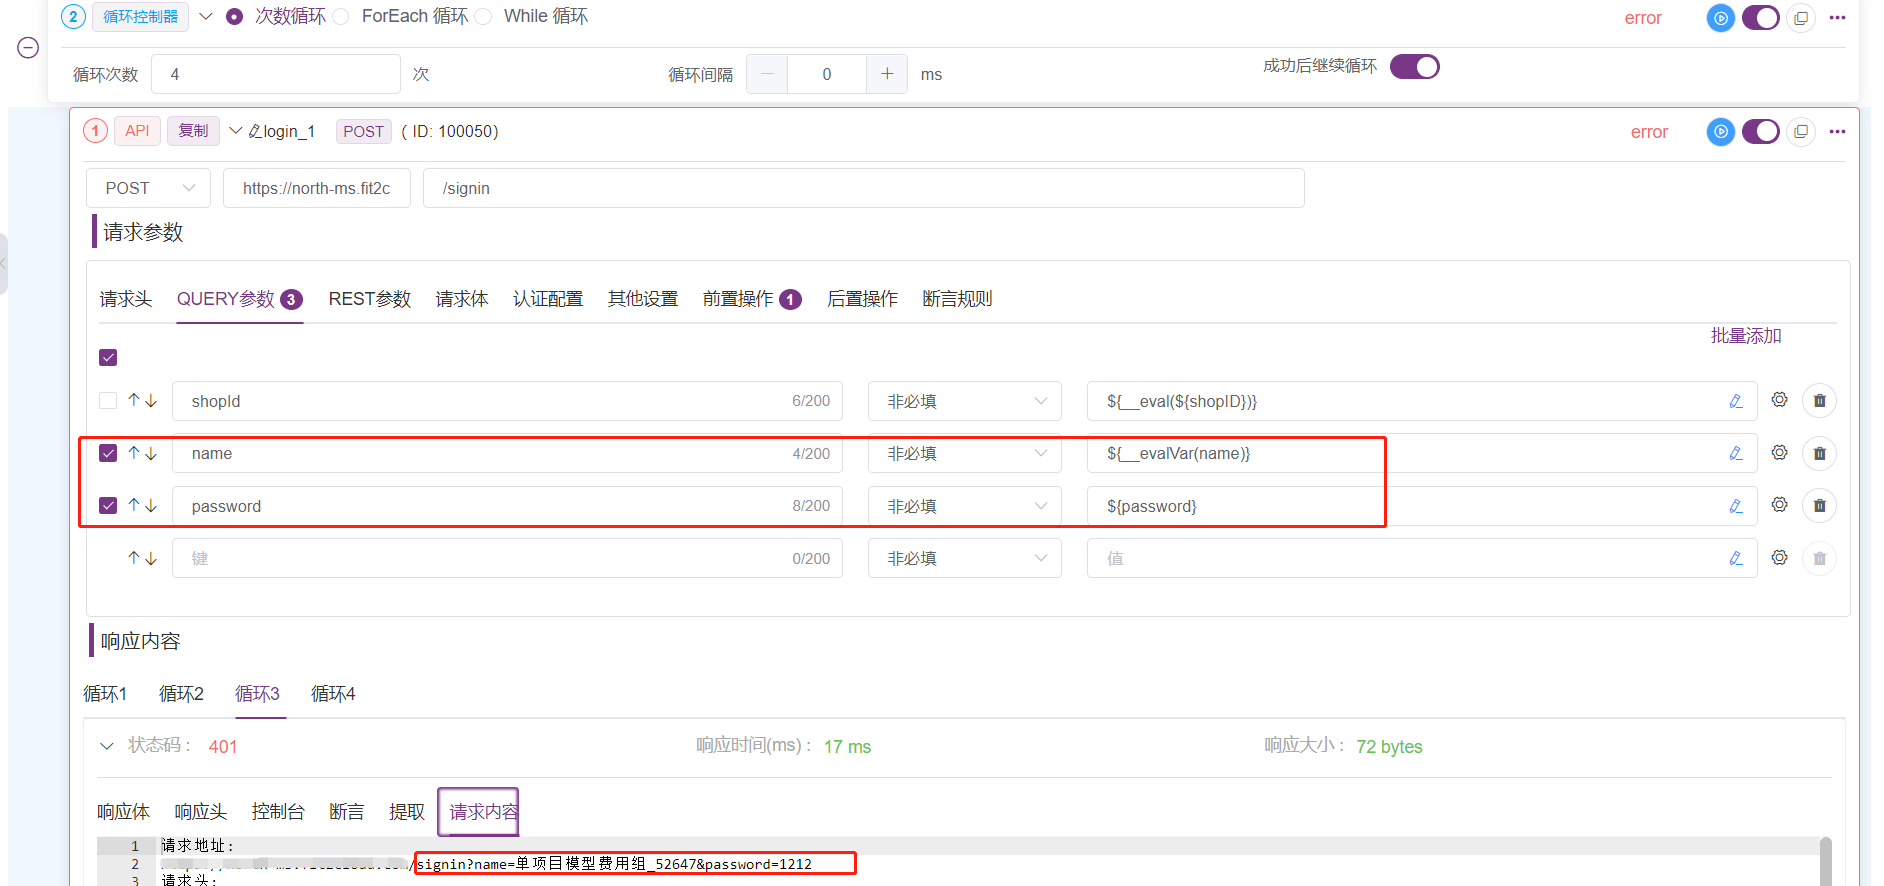 2 循环控制器 次数循环 ForEach 循环 While 循环 error
循环次数 4 次 循环间隔 0 ms 成功后继续循环
1 API 复制 login_1 POST ( ID: 100050) error
POST https://north-ms.fit2c /signin
请求参数
请求头 QUERY参数 3 REST参数 请求体 认证配置 其他设置 前置操作 1 后置操作 断言规则
批量添加
shopId 6/200 非必填 ${__eval(${shopID})}
name 4/200 非必填 ${__evalVar(name)}
password 8/200 非必填 ${password}
键 0/200 非必填 值
响应内容
循环1 循环2 循环3 循环4
状态码： 401 响应时间(ms)： 17 ms 响应大小： 72 bytes
响应体 响应头 控制台 断言 提取 请求内容
1 请求地址：
2 /signin?name=单项目模型费用组_52647&password=1212
3 请求头：